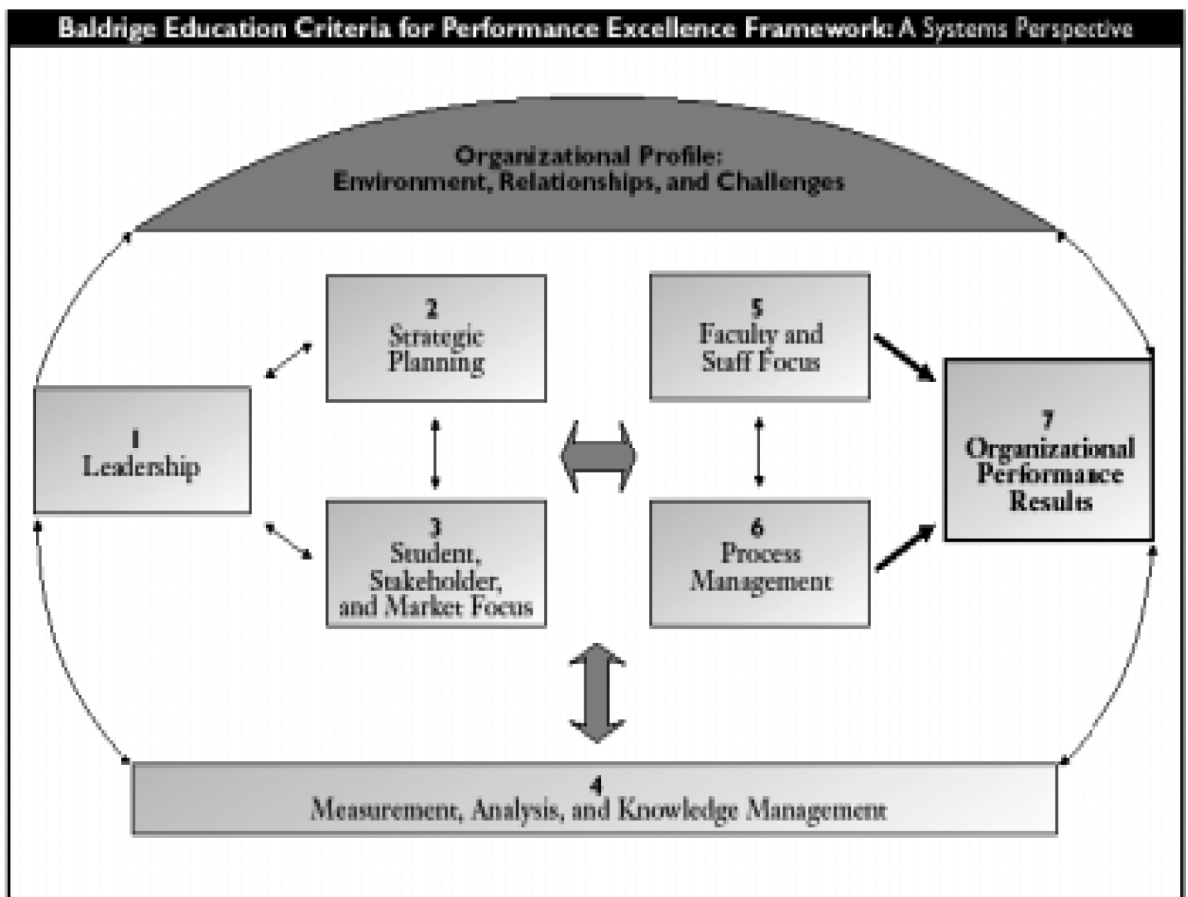 Baldrige Education Criteria for Performance Excellence Framework: A Systems Perspective
Organizational Profile:
Environment, Relationships, and Challenges
2
Strategic
Planning
5
Faculty and
Staff Focus
1
Leadership
7
Organizational
Performance
Results
3
Student,
Stakeholder,
and Market Focus
6
Process
Management
4
Measurement, Analysis, and Knowledge Management